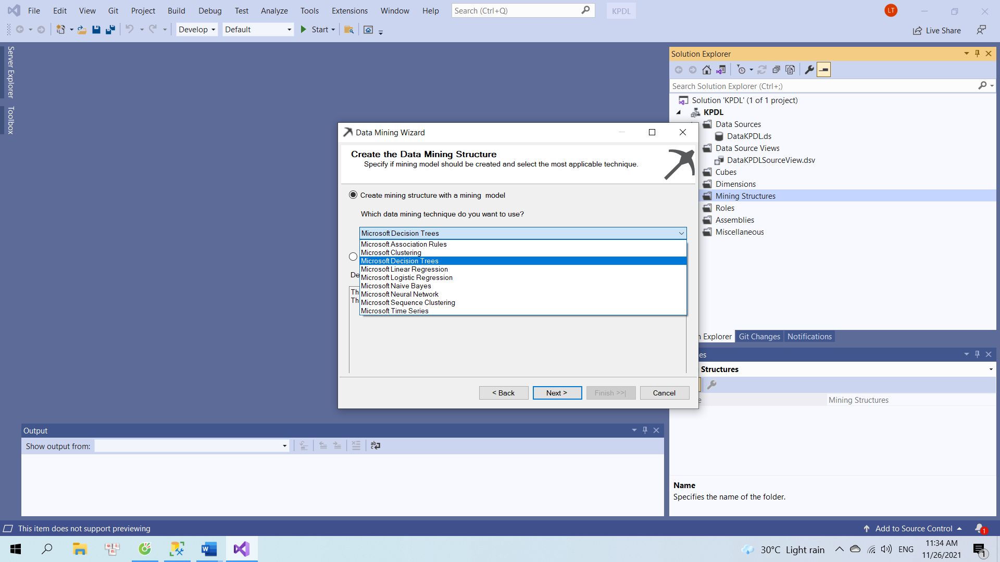 File Edit View Git Project Build Debug Test Analyze Tools Extensions Window Help Search (Ctrl+Q) KPDL LT
Develop Default Start Live Share
Server Explorer
Toolbox
Solution Explorer
Search Solution Explorer (Ctrl+;)
Solution 'KPDL' (1 of 1 project)
KPDL
Data Sources
DataKPDL.ds
Data Source Views
DataKPDLSourceView.dsv
Cubes
Dimensions
Mining Structures
Roles
Assemblies
Miscellaneous
Data Mining Wizard
Create the Data Mining Structure
Specify if mining model should be created and select the most applicable technique.
Create mining structure with a mining model
Which data mining technique do you want to use?
Microsoft Decision Trees
Microsoft Association Rules
Microsoft Clustering
Microsoft Decision Trees
Microsoft Linear Regression
Microsoft Logistic Regression
Microsoft Naive Bayes
Microsoft Neural Network
Microsoft Sequence Clustering
Microsoft Time Series
De
Th
Th
< Back Next > Finish >>| Cancel
n Explorer Git Changes Notifications
es
Structures
e Mining Structures
Name
Specifies the name of the folder.
Output
Show output from:
This item does not support previewing
Add to Source Control 1
30°C Light rain ENG
11:34 AM
11/26/2021
1